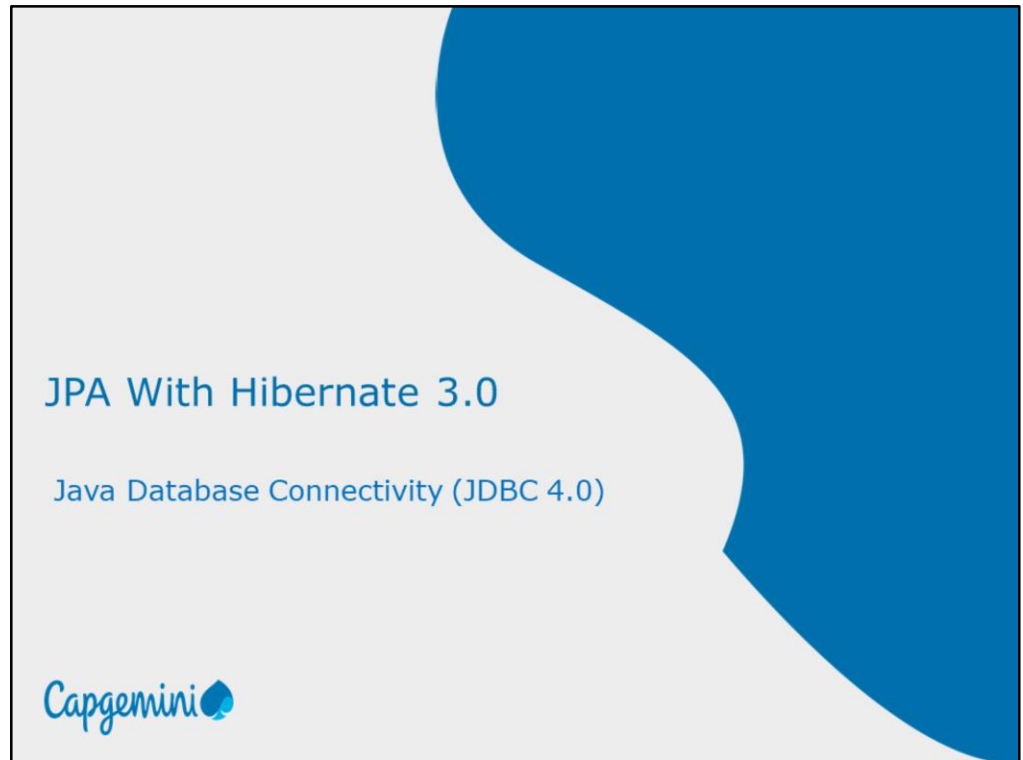 JPA With Hibernate 3.0
Java Database Connectivity (JDBC 4.0)
Capgemini